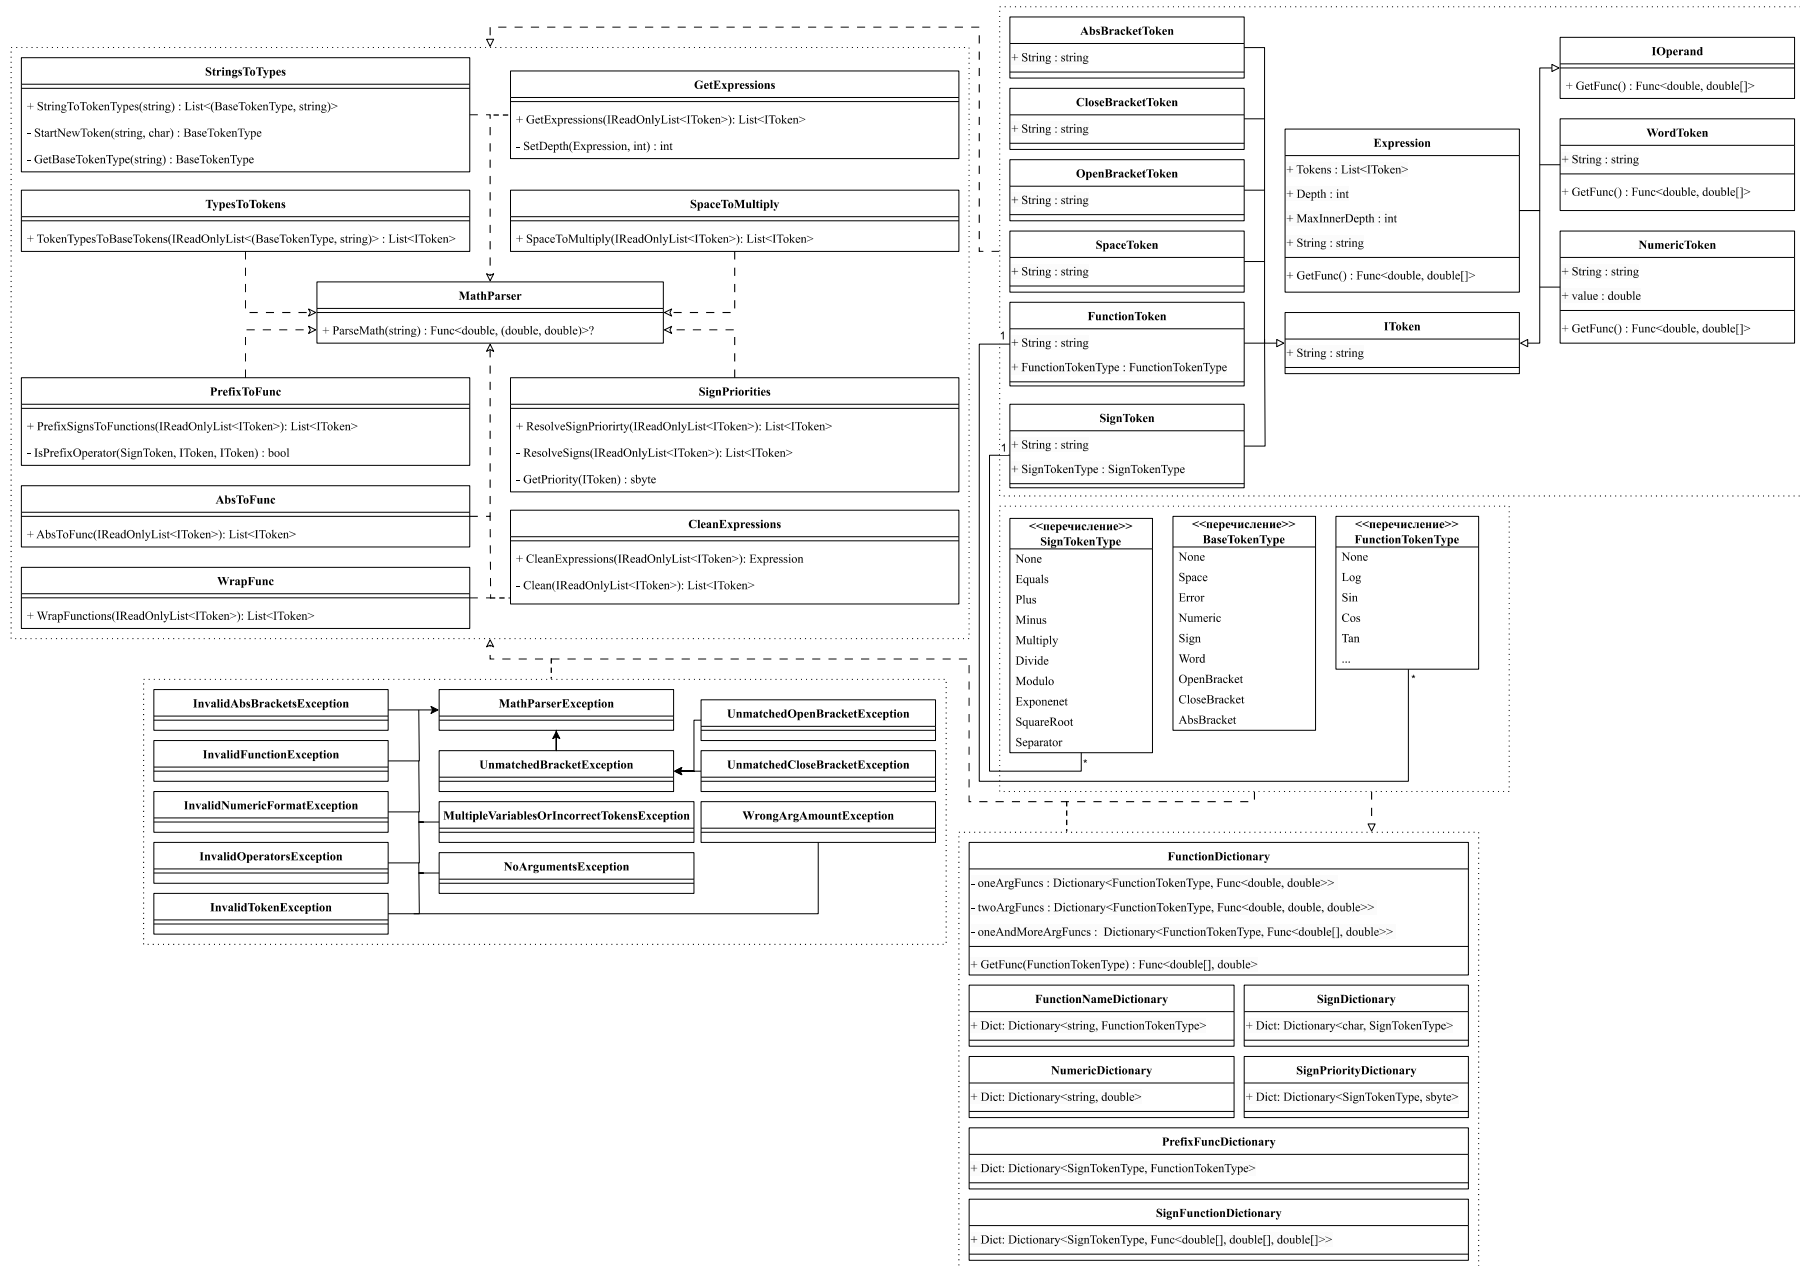 StringsToTypes
+ StringToTokenTypes(string) : List<(BaseTokenType, string)>
- StartNewToken(string, char) : BaseTokenType
- GetBaseTokenType(string) : BaseTokenType
GetExpressions
+ GetExpressions(IReadOnlyList<IToken>): List<IToken>
- SetDepth(Expression, int) : int
TypesToTokens
+ TokenTypesToBaseTokens(IReadOnlyList<(BaseTokenType, string)> : List<IToken>
SpaceToMultiply
+ SpaceToMultiply(IReadOnlyList<IToken>): List<IToken>
MathParser
+ ParseMath(string) : Func<double, (double, double)>?
PrefixToFunc
+ PrefixSignsToFunctions(IReadOnlyList<IToken>): List<IToken>
- IsPrefixOperator(SignToken, IToken, IToken) : bool
SignPriorities
+ ResolveSignPriorirty(IReadOnlyList<IToken>): List<IToken>
- ResolveSigns(IReadOnlyList<IToken>): List<IToken>
- GetPriority(IToken) : sbyte
AbsToFunc
+ AbsToFunc(IReadOnlyList<IToken>): List<IToken>
CleanExpressions
+ CleanExpressions(IReadOnlyList<IToken>): Expression
- Clean(IReadOnlyList<IToken>): List<IToken>
WrapFunc
+ WrapFunctions(IReadOnlyList<IToken>): List<IToken>
AbsBracketToken
+ String : string
CloseBracketToken
+ String : string
OpenBracketToken
+ String : string
SpaceToken
+ String : string
FunctionToken
1
+ String : string
+ FunctionTokenType : FunctionTokenType
SignToken
1
+ String : string
+ SignTokenType : SignTokenType
Expression
+ Tokens : List<IToken>
+ Depth : int
+ MaxInnerDepth : int
+ String : string
+ GetFunc() : Func<double, double[]>
IToken
+ String : string
IOperand
+ GetFunc() : Func<double, double[]>
WordToken
+ String : string
+ GetFunc() : Func<double, double[]>
NumericToken
+ String : string
+ value : double
+ GetFunc() : Func<double, double[]>
<<перечисление>>
SignTokenType
None
Equals
Plus
Minus
Multiply
Divide
Modulo
Exponenet
SquareRoot
Separator
*
<<перечисление>>
BaseTokenType
None
Space
Error
Numeric
Sign
Word
OpenBracket
CloseBracket
AbsBracket
<<перечисление>>
FunctionTokenType
None
Log
Sin
Cos
Tan
...
*
InvalidAbsBracketsException
InvalidFunctionException
InvalidNumericFormatException
InvalidOperatorsException
InvalidTokenException
MathParserException
UnmatchedBracketException
MultipleVariablesOrIncorrectTokensException
NoArgumentsException
UnmatchedOpenBracketException
UnmatchedCloseBracketException
WrongArgAmountException
FunctionDictionary
- oneArgFuncs : Dictionary<FunctionTokenType, Func<double, double>>
- twoArgFuncs : Dictionary<FunctionTokenType, Func<double, double, double>>
- oneAndMoreArgFuncs : Dictionary<FunctionTokenType, Func<double[], double>>
+ GetFunc(FunctionTokenType) : Func<double[], double>
FunctionNameDictionary
+ Dict: Dictionary<string, FunctionTokenType>
SignDictionary
+ Dict: Dictionary<char, SignTokenType>
NumericDictionary
+ Dict: Dictionary<string, double>
SignPriorityDictionary
+ Dict: Dictionary<SignTokenType, sbyte>
PrefixFuncDictionary
+ Dict: Dictionary<SignTokenType, FunctionTokenType>
SignFunctionDictionary
+ Dict: Dictionary<SignTokenType, Func<double[], double[], double[]>>